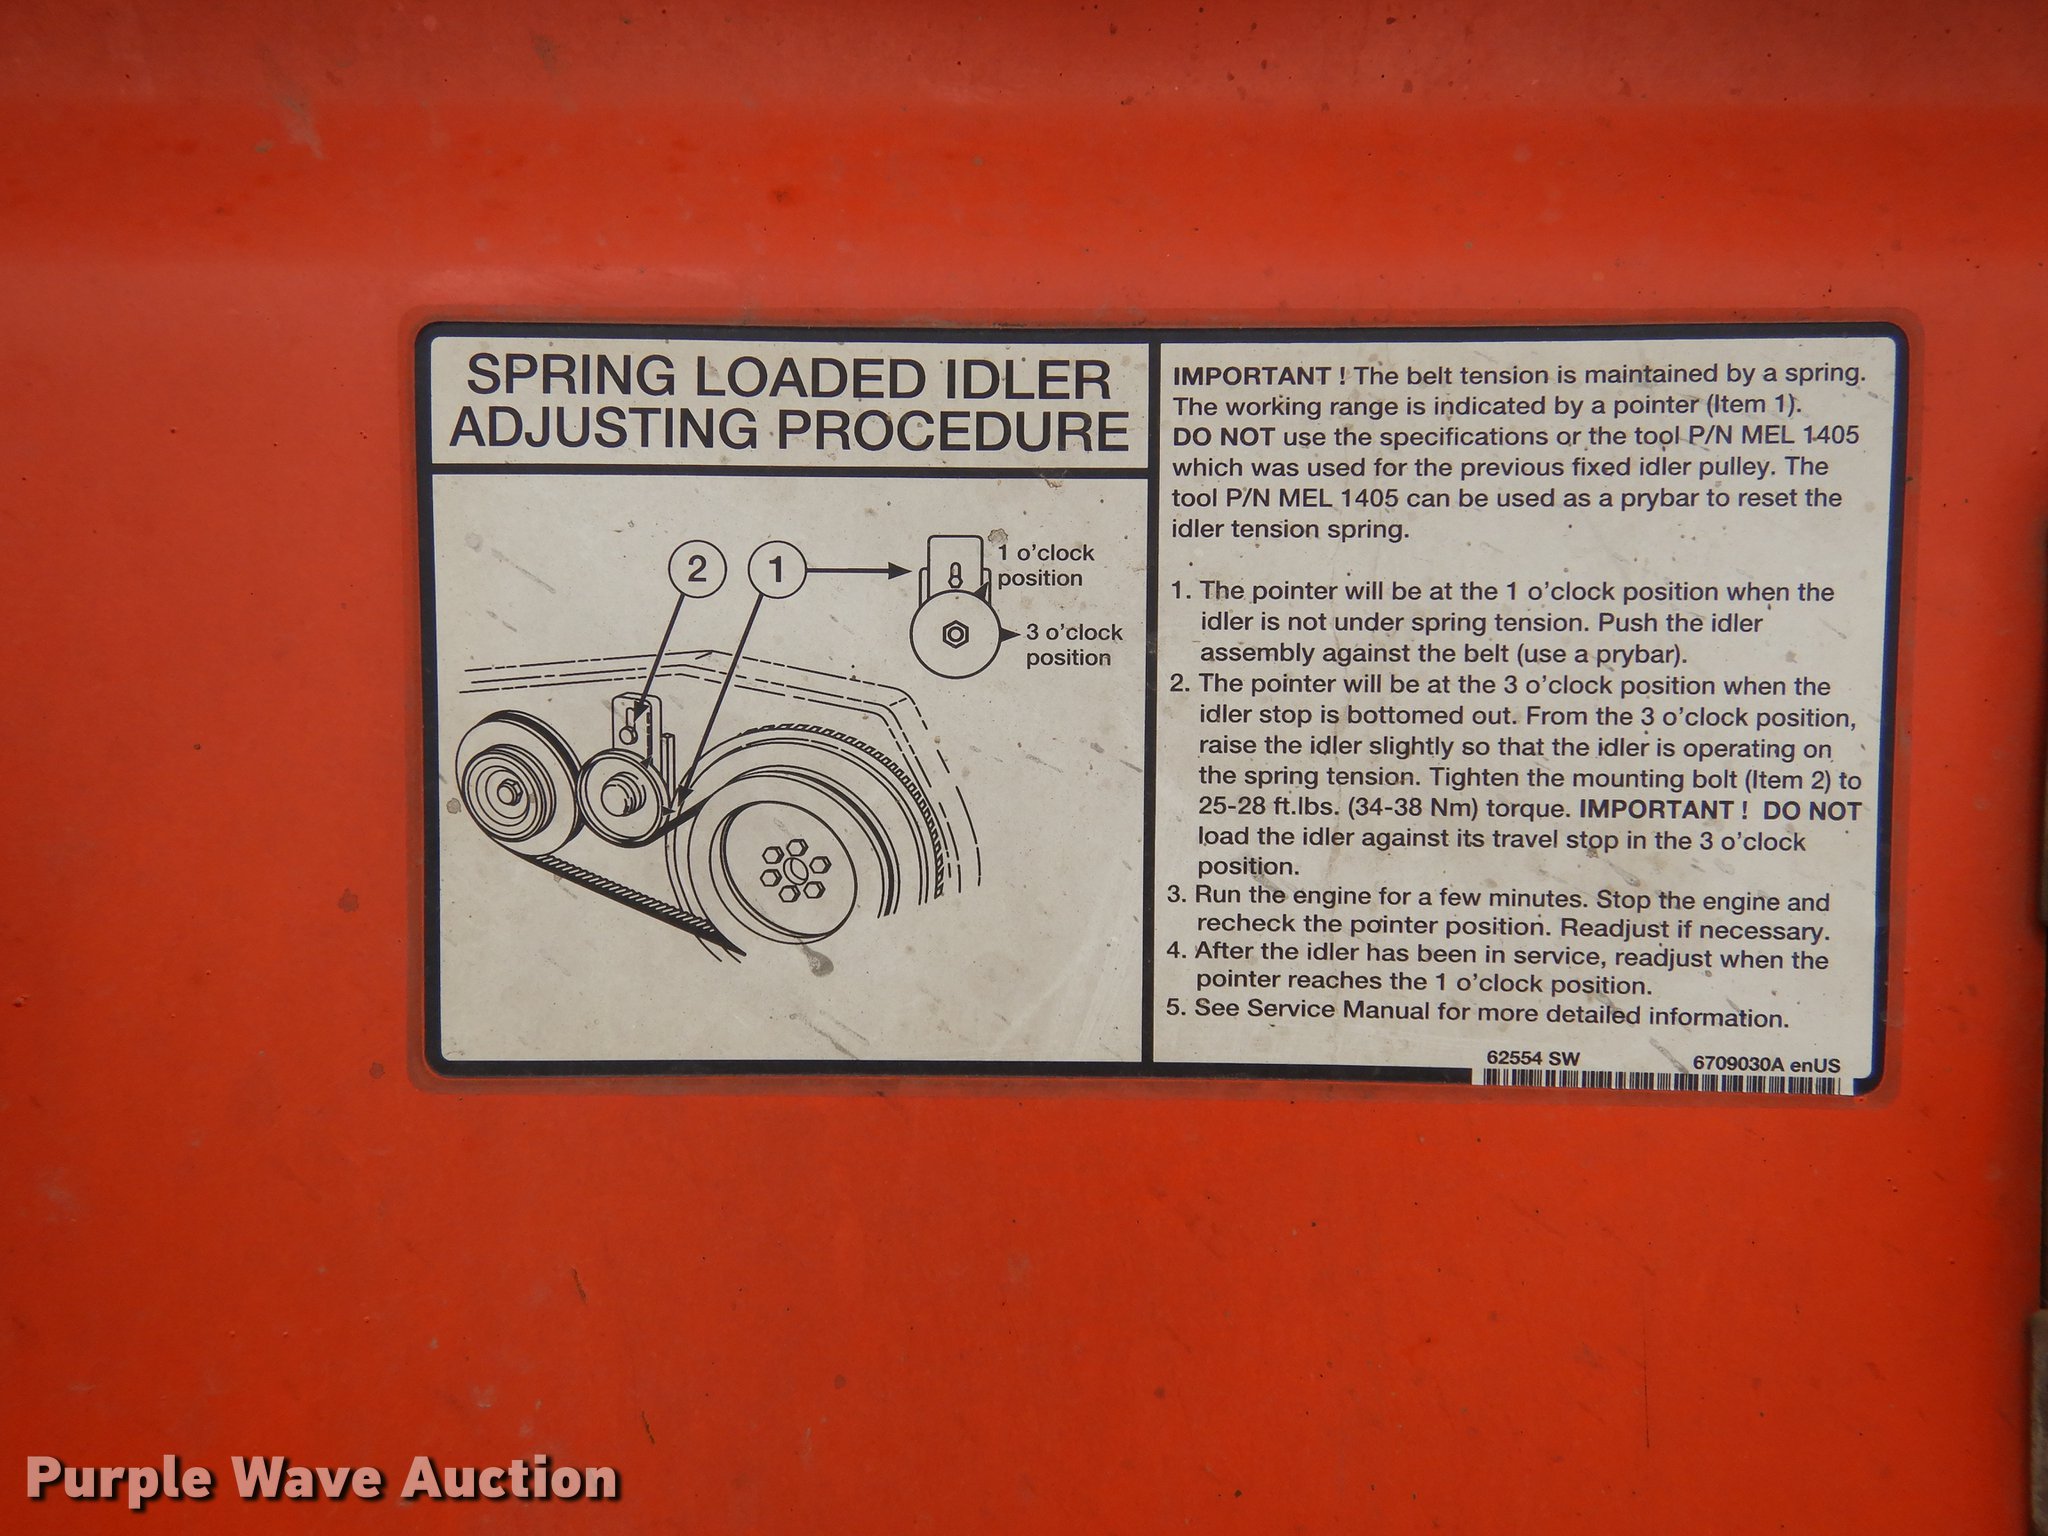 SPRING LOADED IDLER
ADJUSTING PROCEDURE
2
1
1 o'clock
position
3 o'clock
position
IMPORTANT ! The belt tension is maintained by a spring.
The working range is indicated by a pointer (Item 1).
DO NOT use the specifications or the tool P/N MEL 1405
which was used for the previous fixed idler pulley. The
tool P/N MEL 1405 can be used as a prybar to reset the
idler tension spring.
1. The pointer will be at the 1 o'clock position when the
idler is not under spring tension. Push the idler
assembly against the belt (use a prybar).
2. The pointer will be at the 3 o'clock position when the
idler stop is bottomed out. From the 3 o'clock position,
raise the idler slightly so that the idler is operating on
the spring tension. Tighten the mounting bolt (Item 2) to
25-28 ft.lbs. (34-38 Nm) torque. IMPORTANT ! DO NOT
load the idler against its travel stop in the 3 o'clock
position.
3. Run the engine for a few minutes. Stop the engine and
recheck the pointer position. Readjust if necessary.
4. After the idler has been in service, readjust when the
pointer reaches the 1 o'clock position.
5. See Service Manual for more detailed information.
62554 SW 6709030A enUS
Purple Wave Auction